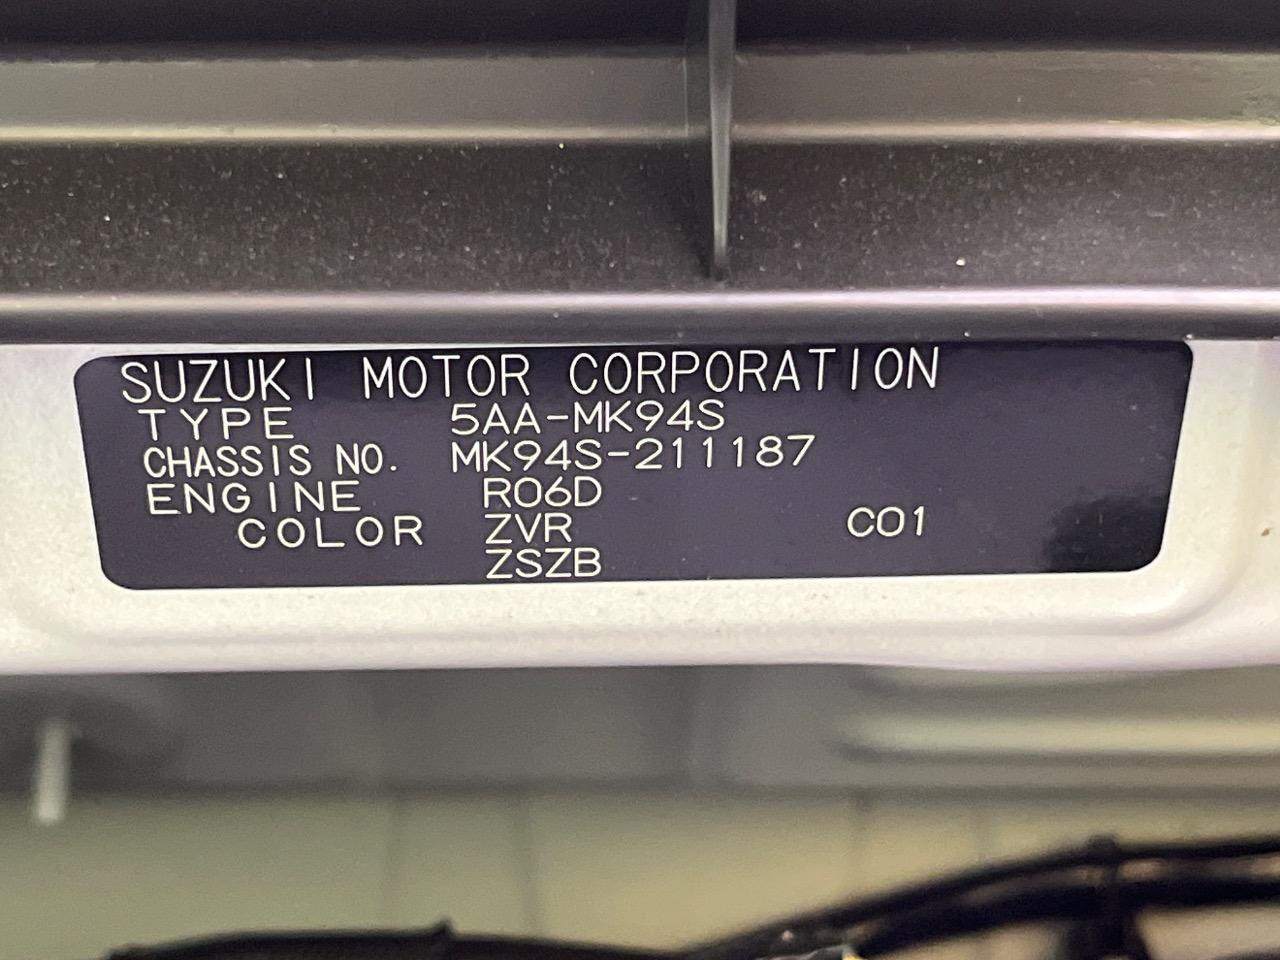 SUZUKI MOTOR CORPORATION
TYPE 5AA-MK94S
CHASSIS NO. MK94S-211187
ENGINE R06D
COLOR ZVR C01
ZSZB